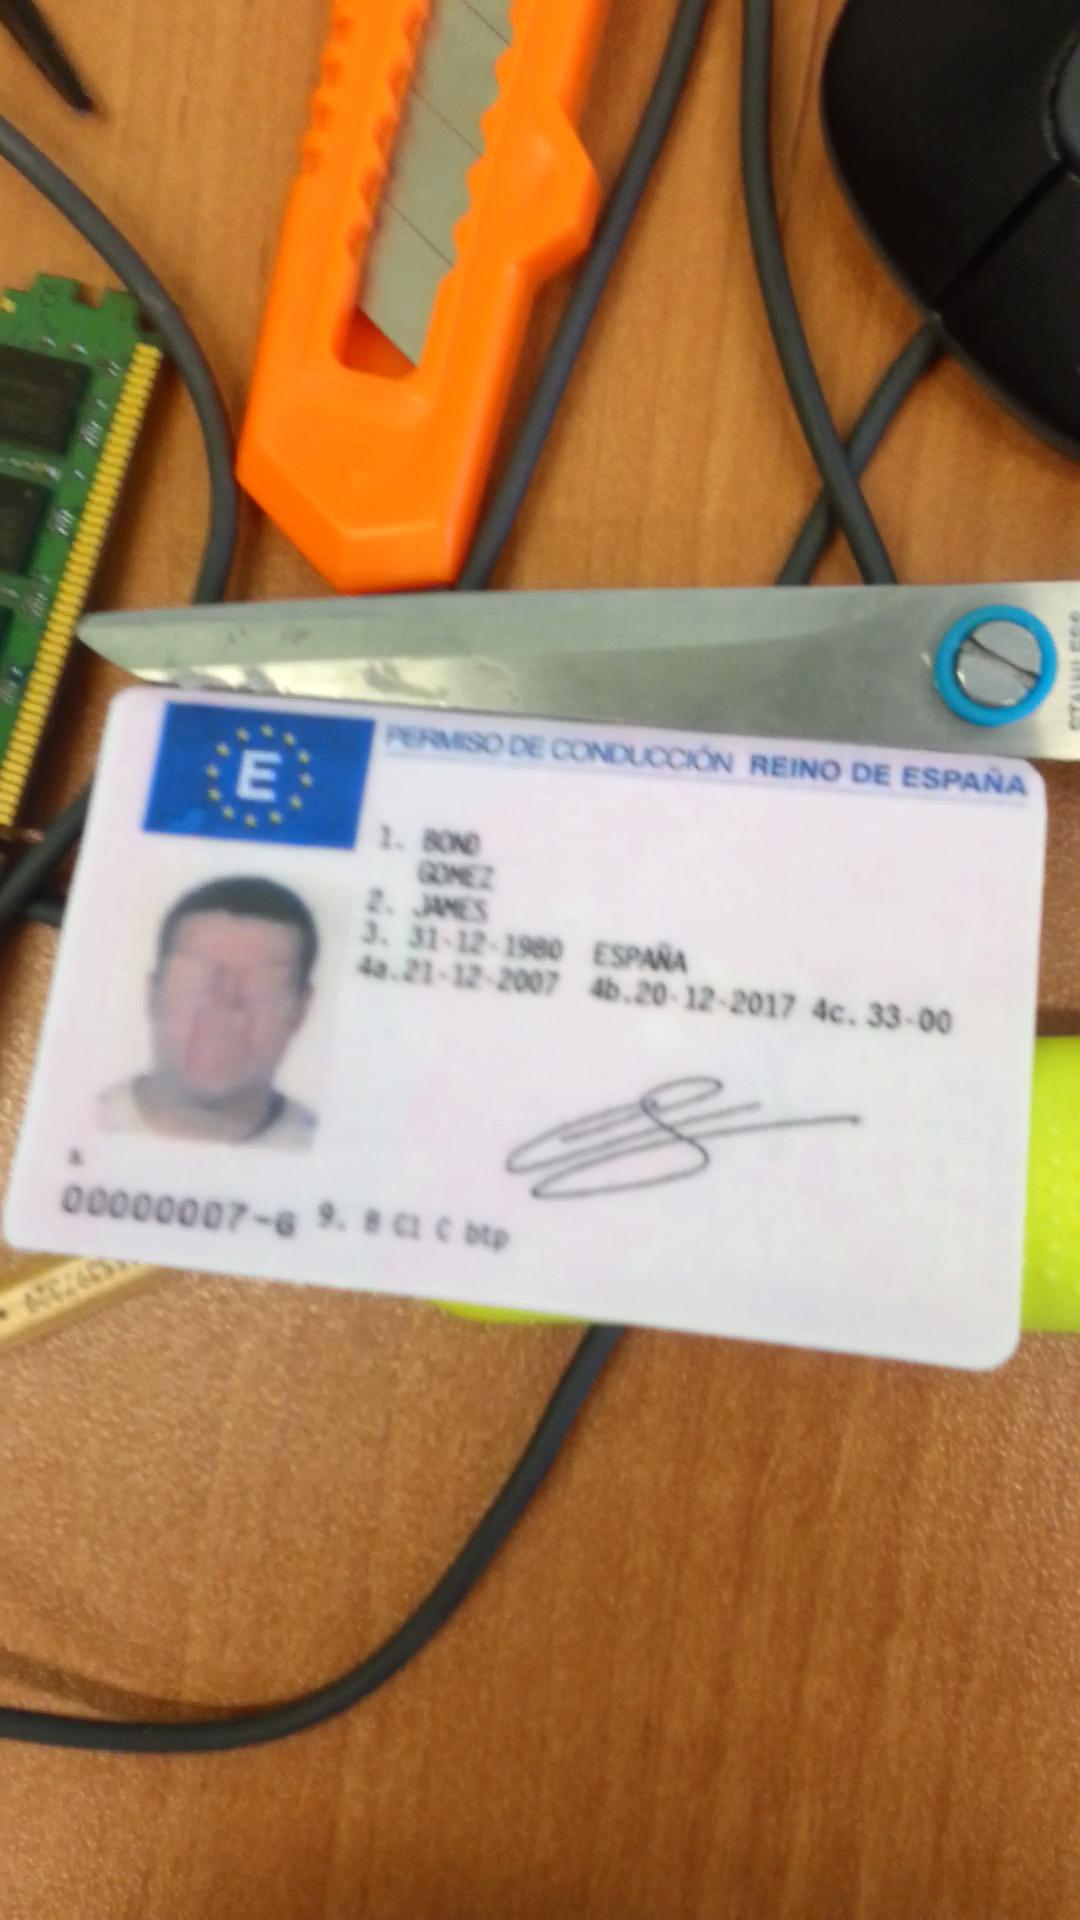 STAINLESS
E
PERMISO DE CONDUCCIÓN REINO DE ESPAÑA
1. BOND
GOMEZ
2. JAMES
3. 31-12-1980 ESPAÑA
4a.21-12-2007 4b.20-12-2017 4c. 33-00
5.
00000007-G 9. B C1 C btp